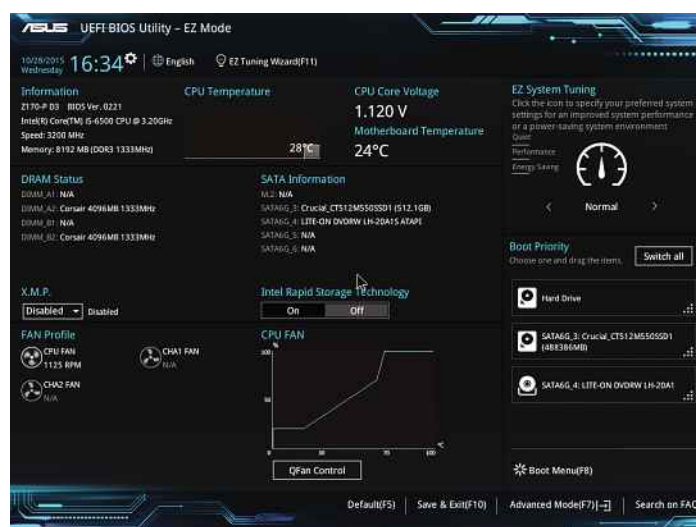 ASUS UEFI BIOS Utility – EZ Mode
10/28/2015
Wednesday
16:34
English
EZ Tuning Wizard(F11)
Information
Z170-P D3 BIOS Ver. 0221
Intel(R) Core(TM) i5-6500 CPU @ 3.20GHz
Speed: 3200 MHz
Memory: 8192 MB (DDR3 1333MHz)
CPU Temperature
28°C
CPU Core Voltage
1.120 V
Motherboard Temperature
24°C
EZ System Tuning
Click the icon to specify your preferred system
settings for an improved system performance
or a power-saving system environment
Quiet
Performance
Energy Saving
Normal
DRAM Status
DIMM_A1: N/A
DIMM_A2: Corsair 4096MB 1333MHz
DIMM_B1: N/A
DIMM_B2: Corsair 4096MB 1333MHz
SATA Information
M.2: N/A
SATA6G_3: Crucial_CT512M550SSD1 (512.1GB)
SATA6G_4: LITE-ON DVDRW LH-20A1S ATAPI
SATA6G_5: N/A
SATA6G_6: N/A
Boot Priority
Choose one and drag the items.
Switch all
Hard Drive
SATA6G_3: Crucial_CT512M550SSD1
(488386MB)
SATA6G_4: LITE-ON DVDRW LH-20A1
Boot Menu(F8)
X.M.P.
Disabled
Disabled
Intel Rapid Storage Technology
On
Off
FAN Profile
CPU FAN
1125 RPM
CHA1 FAN
N/A
CHA2 FAN
N/A
CPU FAN
%
100
50
0
30
70
100
°C
QFan Control
Default(F5)
Save & Exit(F10)
Advanced Mode(F7)
Search on FAQ